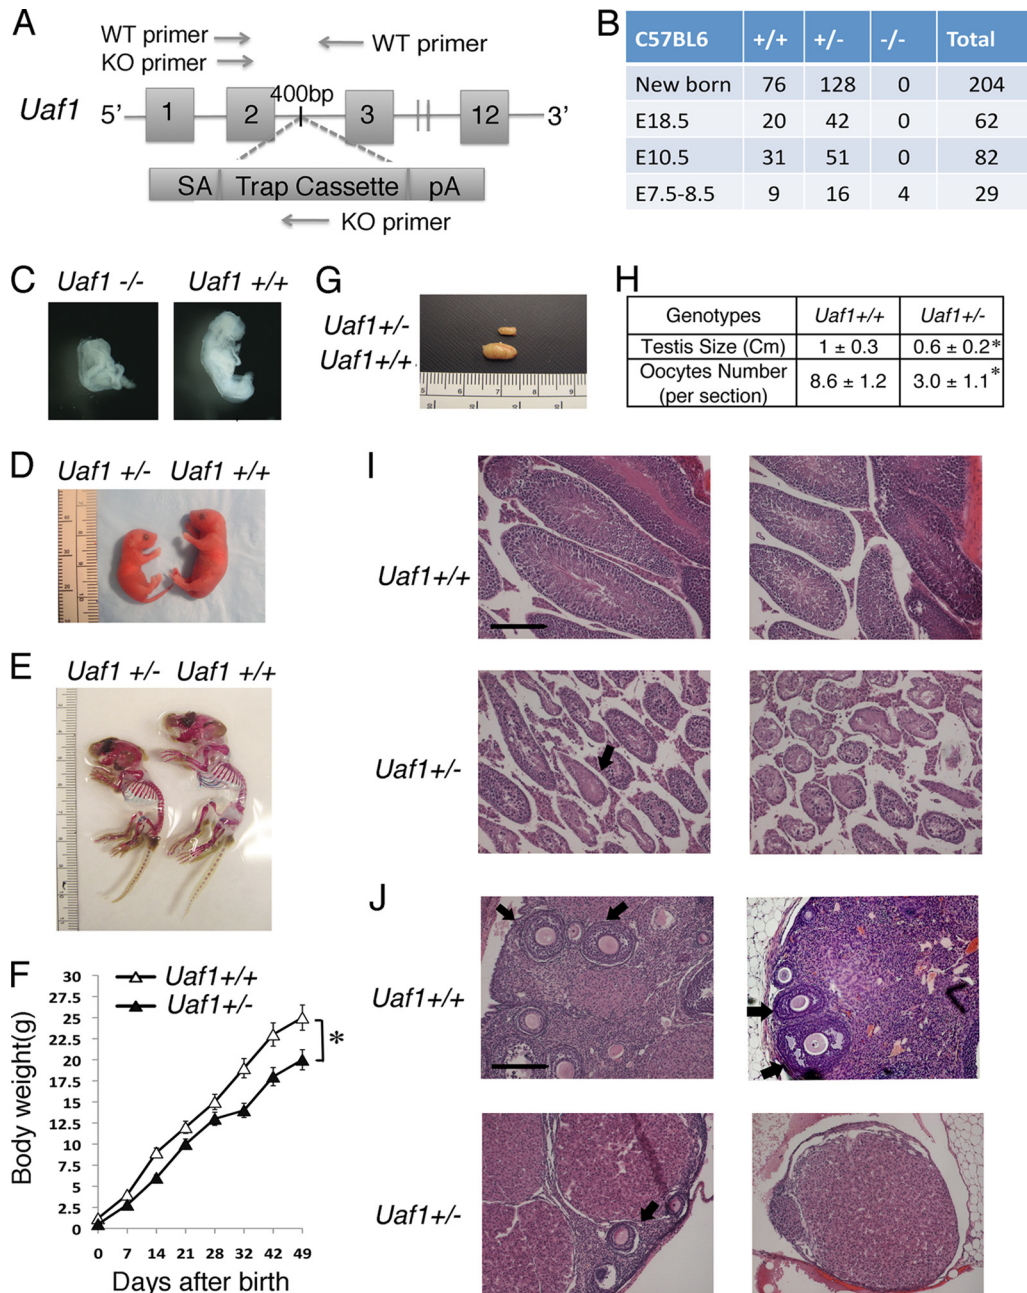 A
WT primer
KO primer
WT primer
400bp
Uaf1 5' 1 2 3 12 3'
SA Trap Cassette pA
KO primer
B
C57BL6 +/+ +/- -/- Total
New born 76 128 0 204
E18.5 20 42 0 62
E10.5 31 51 0 82
E7.5-8.5 9 16 4 29
C
Uaf1 -/- Uaf1 +/+
D
Uaf1 +/- Uaf1 +/+
E
Uaf1 +/- Uaf1 +/+
F
Uaf1+/+
Uaf1+/-
*
Body weight(g)
30
27.5
25
22.5
20
17.5
15
12.5
10
7.5
5
2.5
0
0 7 14 21 28 32 42 49
Days after birth
G
Uaf1+/-
Uaf1+/+
5 6 7 8 9
H
Genotypes Uaf1+/+ Uaf1+/-
Testis Size (Cm) 1 ± 0.3 0.6 ± 0.2*
Oocytes Number
(per section) 8.6 ± 1.2 3.0 ± 1.1*
I
Uaf1+/+
Uaf1+/-
J
Uaf1+/+
Uaf1+/-